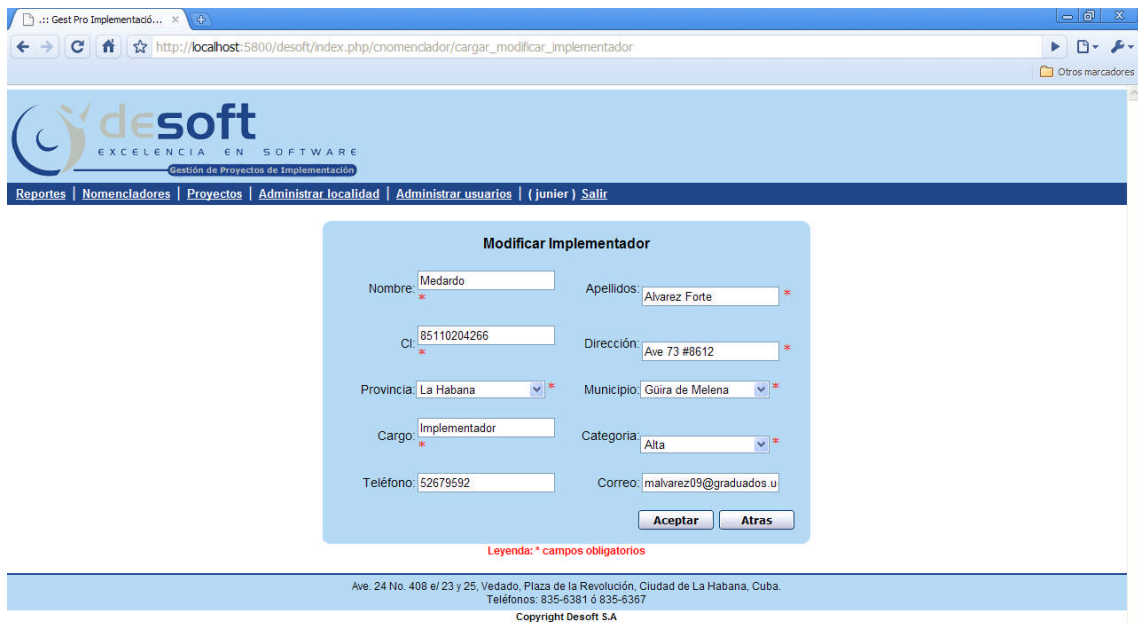 .:: Gest Pro Implementació...
http://localhost:5800/desoft/index.php/cnomenclador/cargar_modificar_implementador
Otros marcadores
desoft
EXCELENCIA EN SOFTWARE
Gestión de Proyectos de Implementación
Reportes | Nomencladores | Proyectos | Administrar localidad | Administrar usuarios | ( junier ) Salir
Modificar Implementador
Nombre: Medardo * Apellidos: Alvarez Forte *
CI: 85110204266 * Dirección: Ave 73 #8612 *
Provincia: La Habana * Municipio: Güira de Melena *
Cargo: Implementador * Categoria: Alta *
Teléfono: 52679592 Correo: malvarez09@graduados.u
Aceptar Atras
Leyenda: * campos obligatorios
Ave. 24 No. 408 e/ 23 y 25, Vedado, Plaza de la Revolución, Ciudad de La Habana, Cuba.
Teléfonos: 835-6381 ó 835-6367
Copyright Desoft S.A